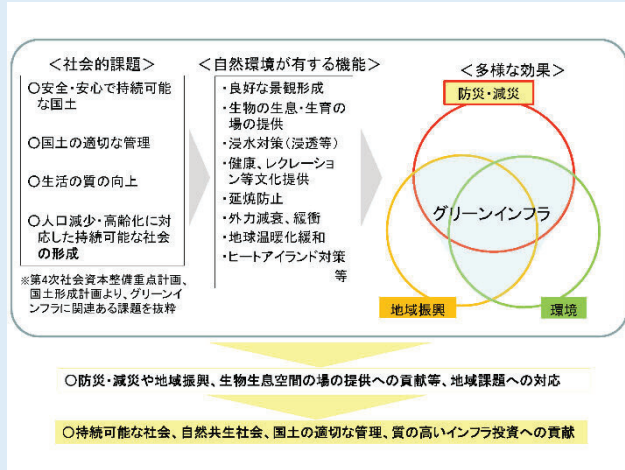 ＜社会的課題＞
○安全・安心で持続可能
な国土
○国土の適切な管理
○生活の質の向上
○人口減少・高齢化に対
応した持続可能な社会
の形成
※第4次社会資本整備重点計画、
国土形成計画より、グリーンイ
ンフラに関連ある課題を抜粋
＜自然環境が有する機能＞
・良好な景観形成
・生物の生息・生育の
場の提供
・浸水対策（浸透等）
・健康、レクレーショ
ン等文化提供
・延焼防止
・外力減衰、緩衝
・地球温暖化緩和
・ヒートアイランド対策
等
＜多様な効果＞
防災・減災
グリーンインフラ
地域振興
環境
○防災・減災や地域振興、生物生息空間の場の提供への貢献等、地域課題への対応
○持続可能な社会、自然共生社会、国土の適切な管理、質の高いインフラ投資への貢献